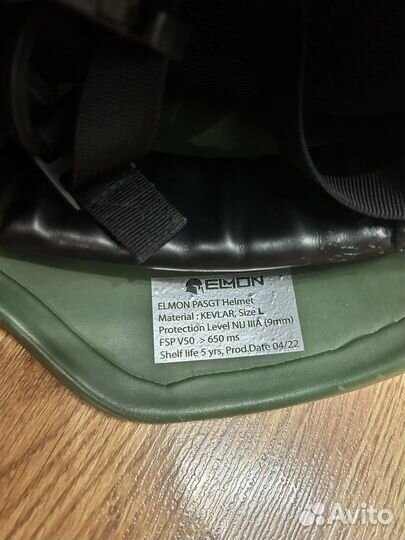 ELMON
ELMON PASGT Helmet
Material : KEVLAR, Size L
Protection Level NIJ IIIA (9mm)
FSP V50 > 650 ms
Shelf life 5 yrs, Prod.Date 04/22
Avito